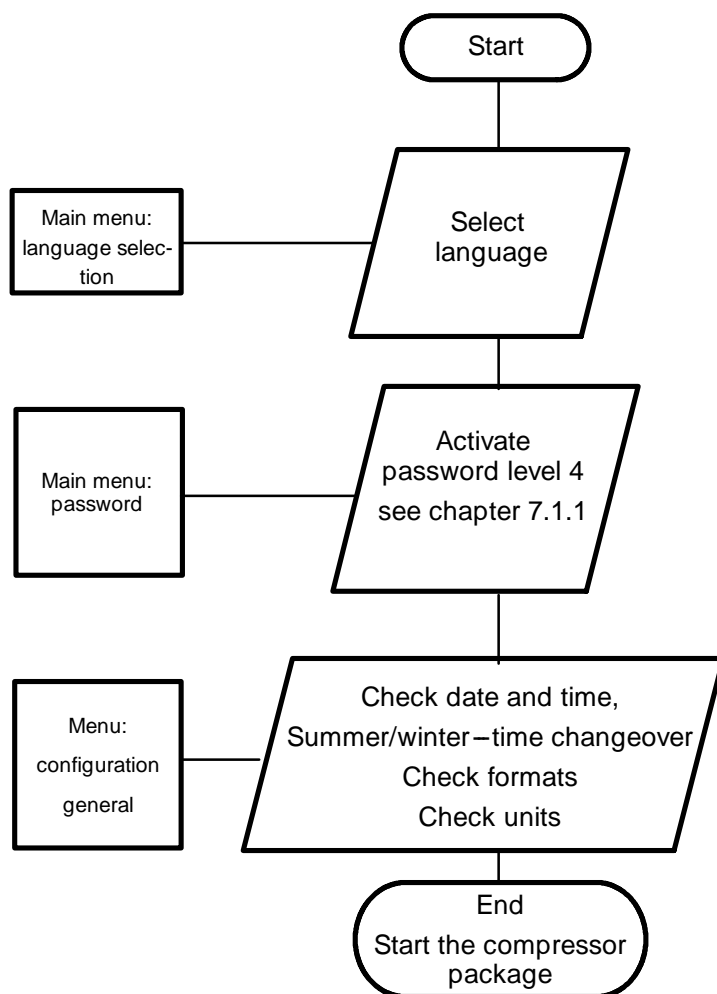 Start
Main menu:
language selec-
tion
Select
language
Main menu:
password
Activate
password level 4
see chapter 7.1.1
Menu:
configuration
general
Check date and time,
Summer/winter–time changeover
Check formats
Check units
End
Start the compressor
package